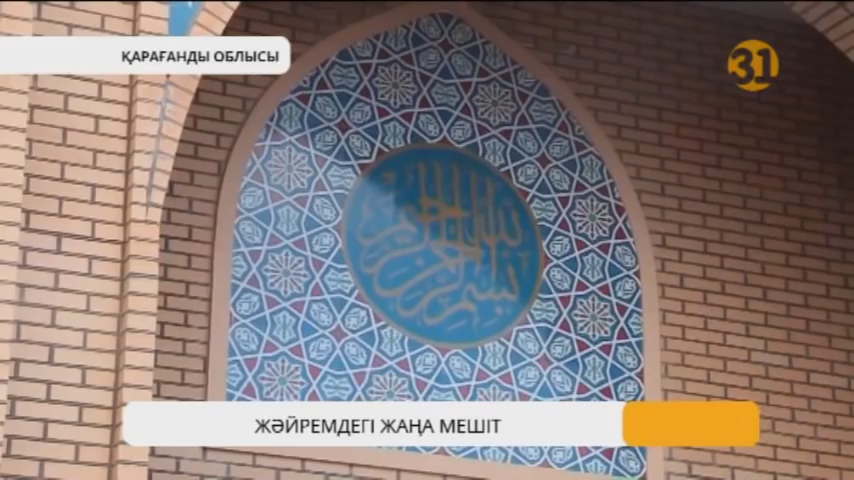 ҚАРАҒАНДЫ ОБЛЫСЫ
31
بسم الله الرحمن الرحيم
ЖӘЙРЕМДЕГІ ЖАҢА МЕШІТ